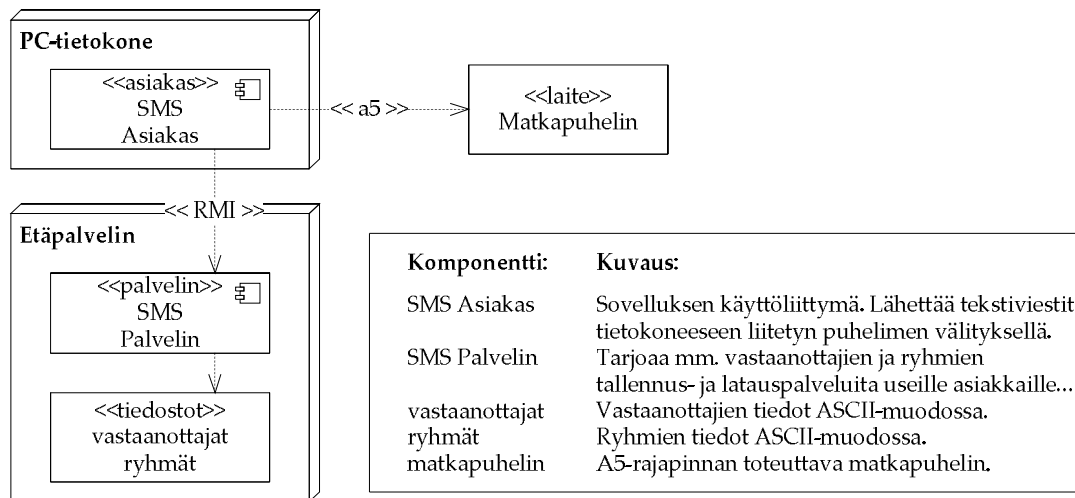 PC-tietokone
<<asiakas>>
SMS
Asiakas
<< a5 >>
<<laite>>
Matkapuhelin
<< RMI >>
Etäpalvelin
<<palvelin>>
SMS
Palvelin
<<tiedostot>>
vastaanottajat
ryhmät
Komponentti: Kuvaus:
SMS Asiakas Sovelluksen käyttöliittymä. Lähettää tekstiviestit
tietokoneeseen liitetyn puhelimen välityksellä.
SMS Palvelin Tarjoaa mm. vastaanottajien ja ryhmien
tallennus- ja latauspalveluita useille asiakkaille...
vastaanottajat Vastaanottajien tiedot ASCII-muodossa.
ryhmät Ryhmien tiedot ASCII-muodossa.
matkapuhelin A5-rajapinnan toteuttava matkapuhelin.